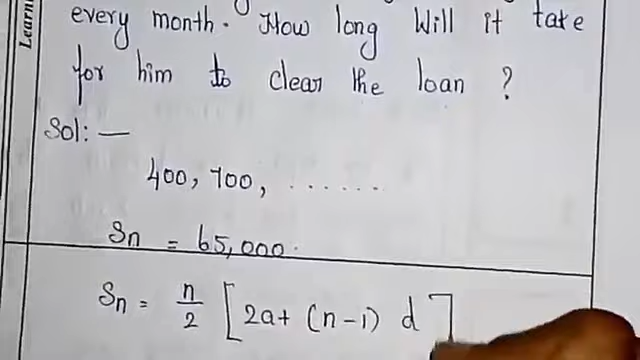 Learn
every month. How long Will it take
for him to clear the loan ?
Sol: —
400, 700, .......
Sn = 65,000.
Sn = n/2 [2a+ (n-1) d]